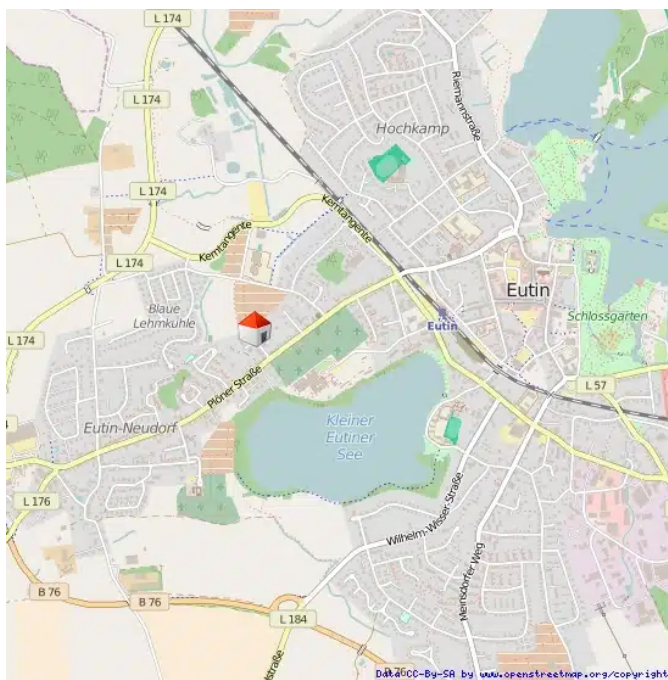 L 174
Riemannstraße
L 174
Hochkamp
L 174
Kerntangente
Kerntangente
L 174
Eutin
Blaue
Lehmkuhle
Eutin
Schlossgarten
L 174
L 57
Plöner Straße
Kleiner
Eutiner
See
Eutin-Neudorf
L 176
Wilhelm-Wisser-Straße
Meinsdorfer Weg
B 76
B 76
L 184
B 76
Data CC-By-SA by www.openstreetmap.org/copyright